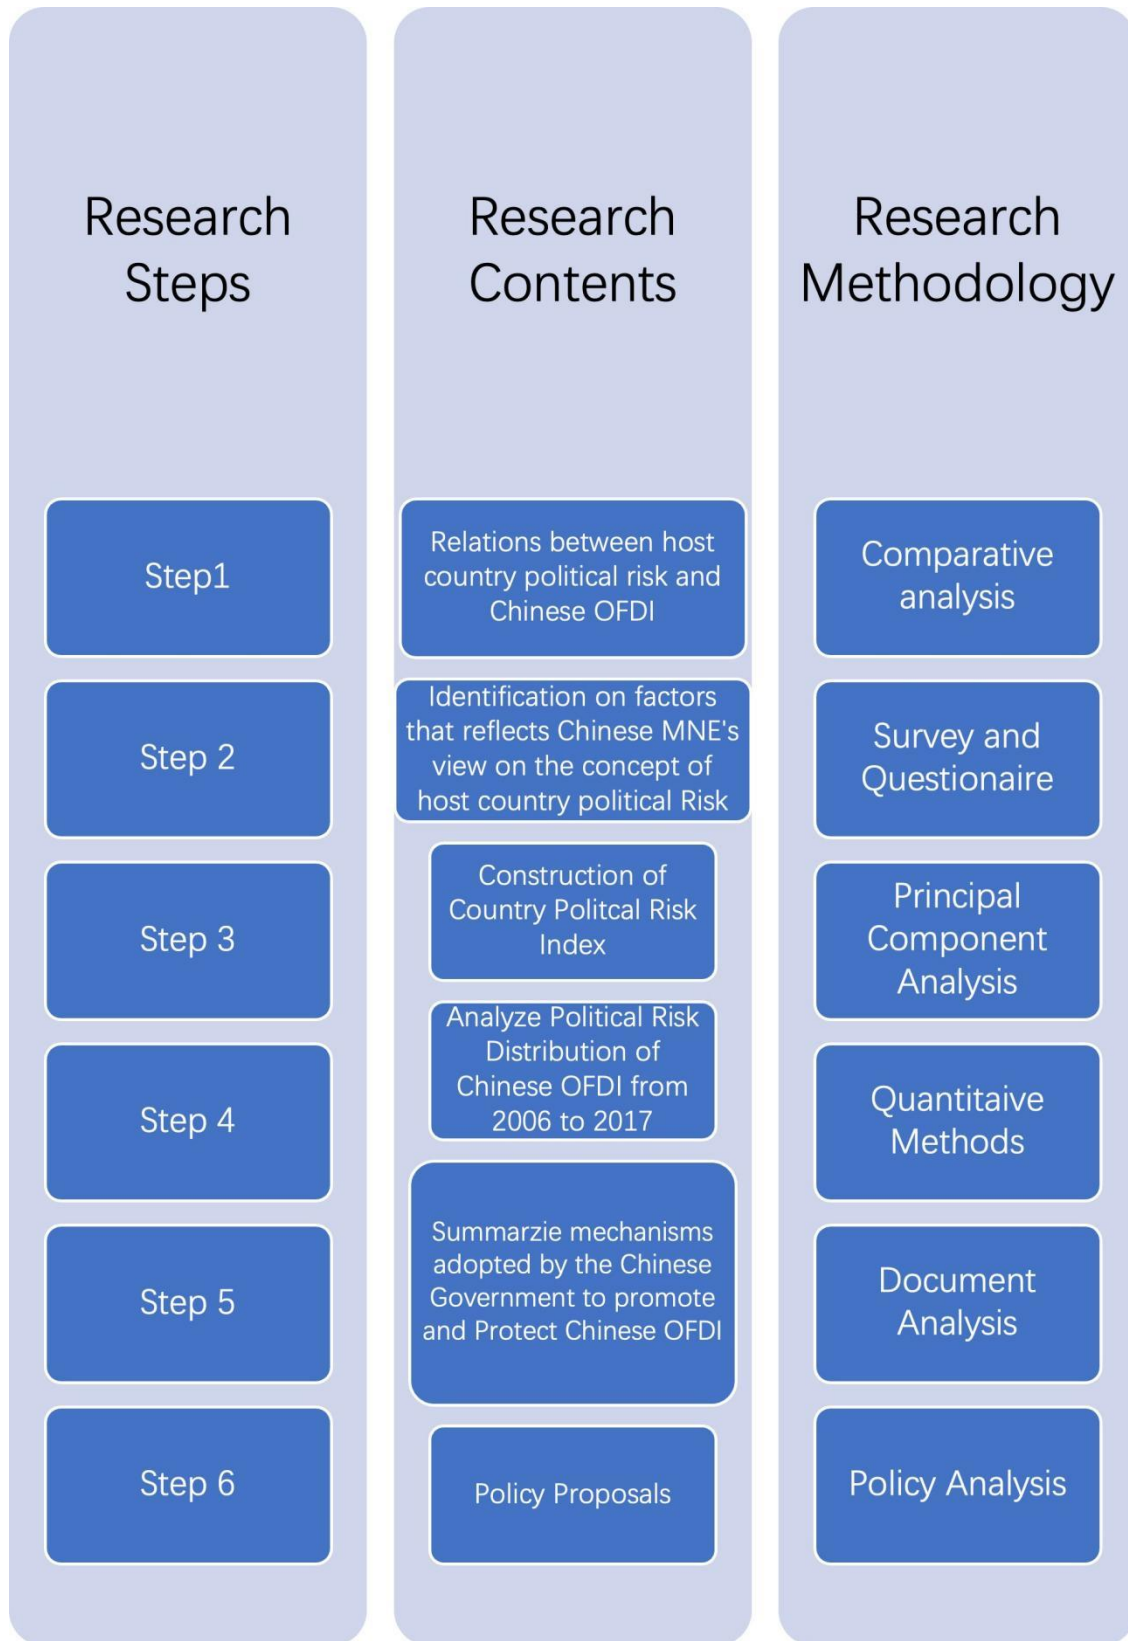 Research
Steps
Step1
Step 2
Step 3
Step 4
Step 5
Step 6
Research
Contents
Relations between host
country political risk and
Chinese OFDI
Identification on factors
that reflects Chinese MNE's
view on the concept of
host country political Risk
Construction of
Country Politcal Risk
Index
Analyze Political Risk
Distribution of
Chinese OFDI from
2006 to 2017
Summarzie mechanisms
adopted by the Chinese
Government to promote
and Protect Chinese OFDI
Policy Proposals
Research
Methodology
Comparative
analysis
Survey and
Questionaire
Principal
Component
Analysis
Quantitaive
Methods
Document
Analysis
Policy Analysis